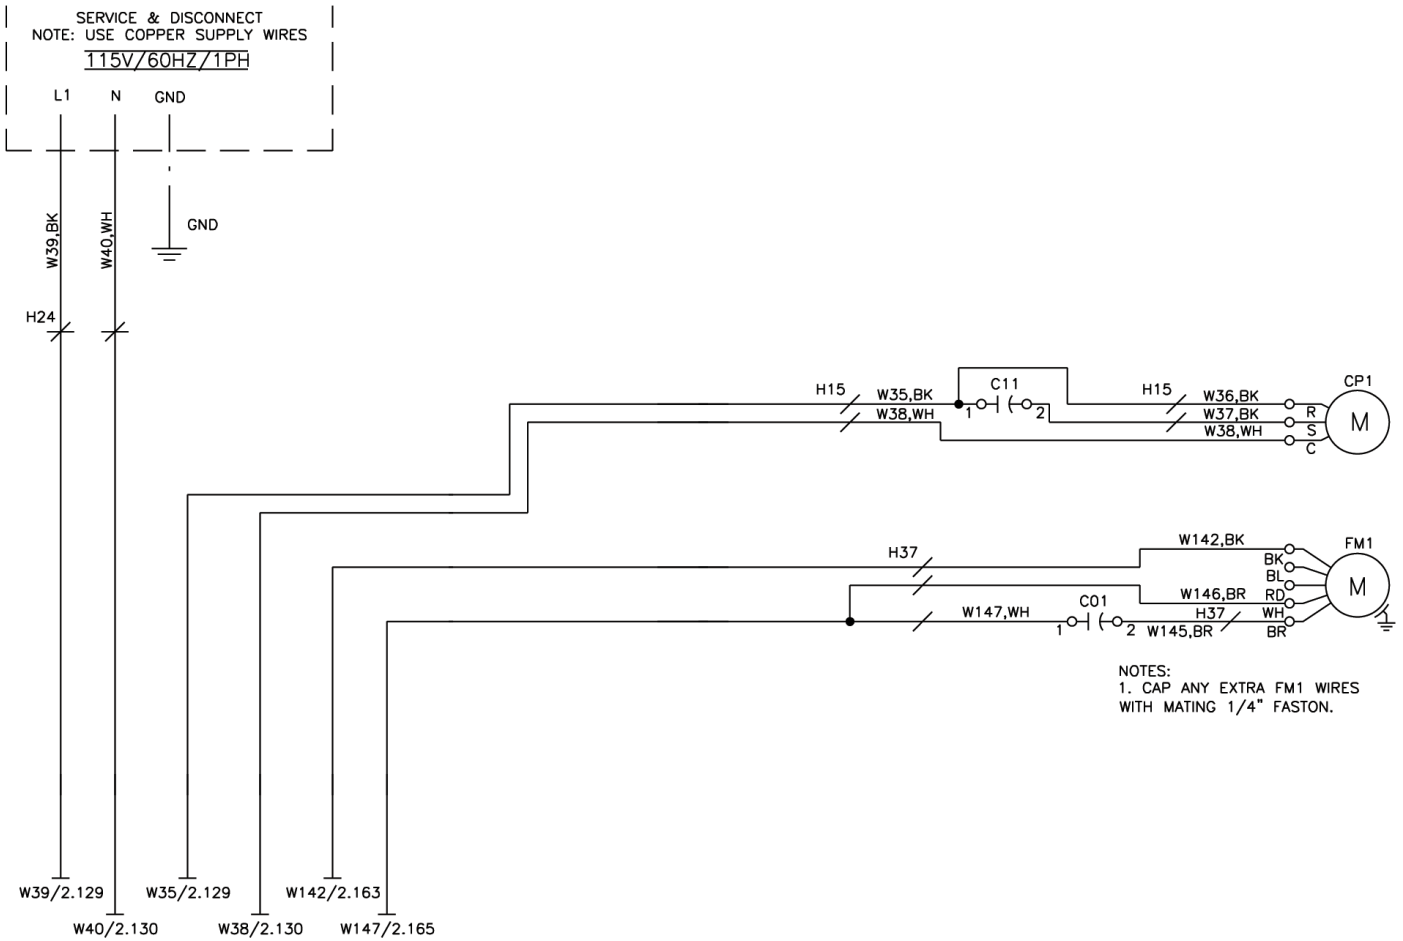 SERVICE & DISCONNECT
NOTE: USE COPPER SUPPLY WIRES
115V/60HZ/1PH
L1 N GND
W39,BK
W40,WH
GND
H24
H15
W35,BK
W38,WH
C11
1
2
H15
W36,BK
W37,BK
W38,WH
R
S
C
CP1
M
H37
W142,BK
BK
BL
W146,BR
RD
WH
BR
FM1
M
W147,WH
C01
1
2
H37
W145,BR
NOTES:
1. CAP ANY EXTRA FM1 WIRES
WITH MATING 1/4" FASTON.
W39/2.129
W35/2.129
W142/2.163
W40/2.130
W38/2.130
W147/2.165